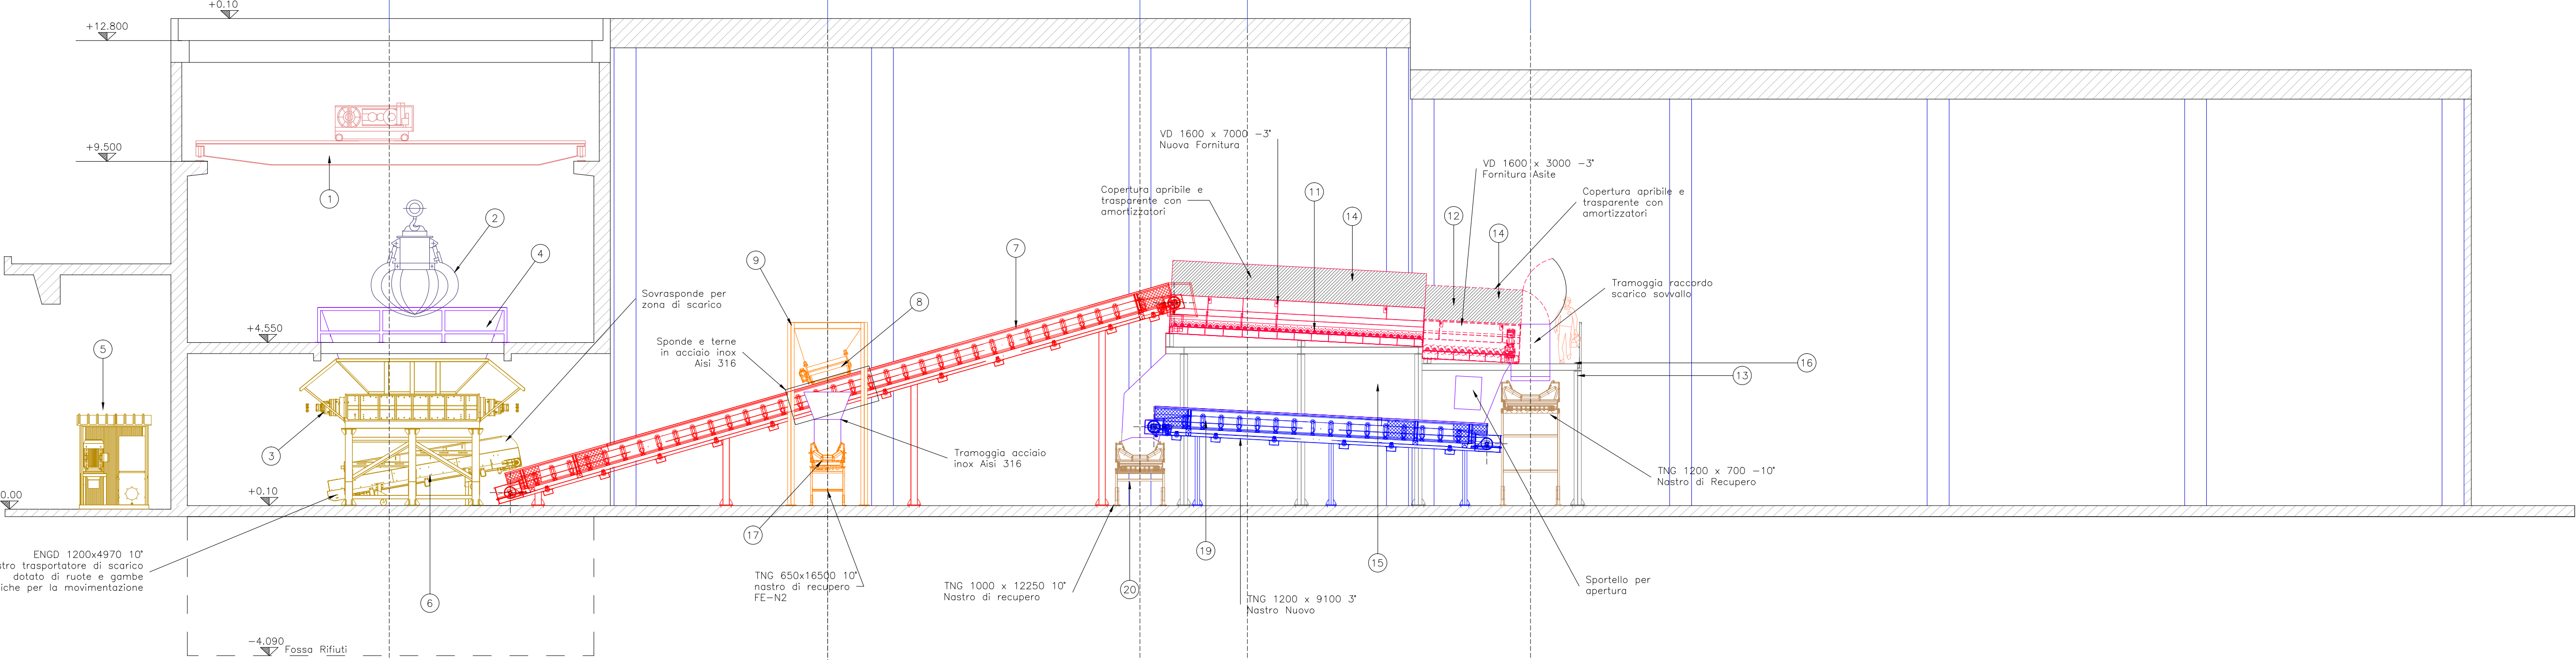 +0.10
+12.800
+9.500
1
2
4
+4.550
5
3
0.00
+0.10
6
ENGD 1200x4970 10°
stro trasportatore di scarico
dotato di ruote e gambe
iche per la movimentazione
-4.090
Fossa Rifiuti
Sovrasponde per
zona di scarico
Sponde e terne
in acciaio inox
Aisi 316
9
8
7
Tramoggia acciaio
inox Aisi 316
17
TNG 650x16500 10°
nastro di recupero
FE-N2
TNG 1000 x 12250 10°
Nastro di recupero
20
19
TNG 1200 x 9100 3°
Nastro Nuovo
15
VD 1600 x 7000 -3°
Nuova Fornitura
Copertura apribile e
trasparente con
amortizzatori
11
14
12
14
VD 1600 x 3000 -3°
Fornitura Asite
Copertura apribile e
trasparente con
amortizzatori
Tramoggia raccordo
scarico sovvallo
16
13
TNG 1200 x 700 -10°
Nastro di Recupero
Sportello per
apertura